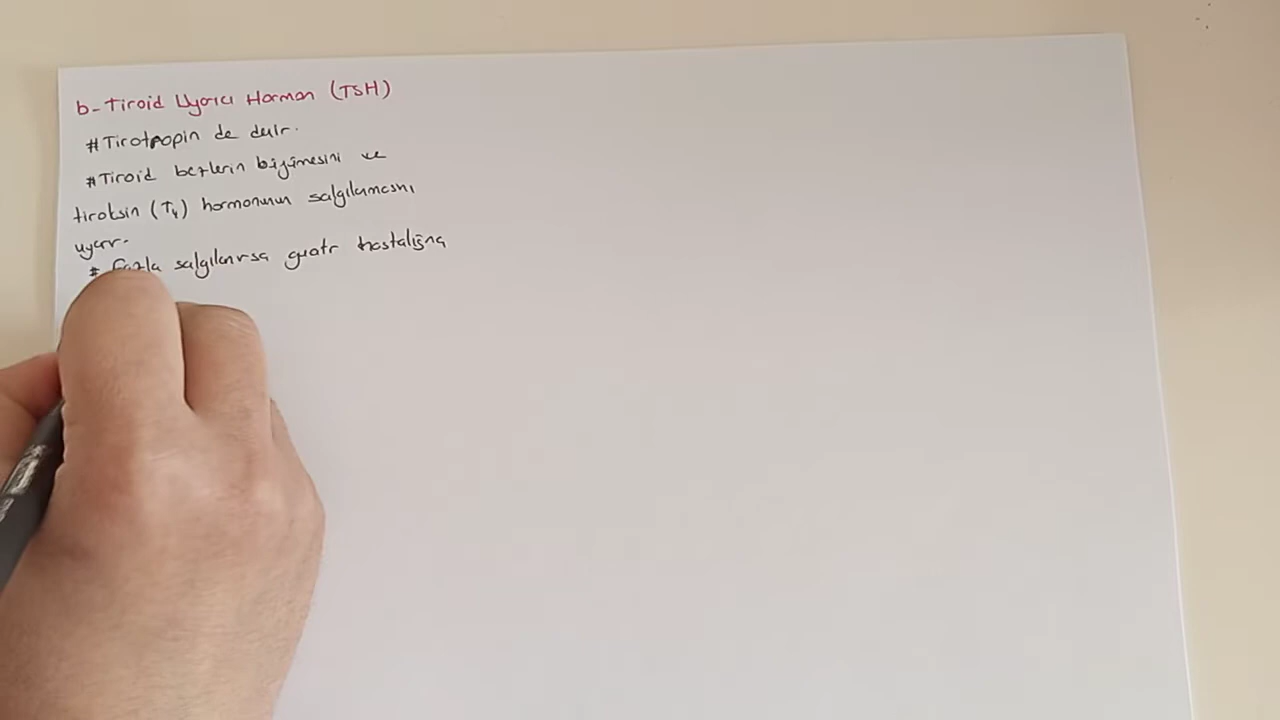 b- Tiroid Uyarıcı Hormon (TSH)
# Tirotropin de denir.
# Tiroid bezlerin büyümesini ve
tiroksin (T4) hormonunun salgılanmasını
uyarır.
# Fazla salgılanırsa guatr hastalığına